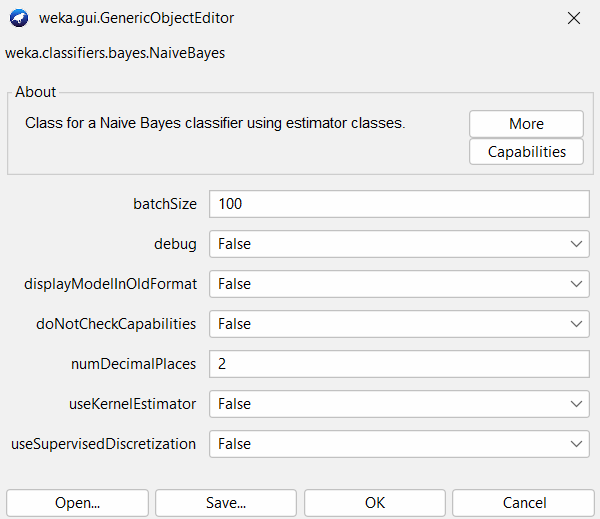 weka.gui.GenericObjectEditor
weka.classifiers.bayes.NaiveBayes
About
Class for a Naive Bayes classifier using estimator classes.
More
Capabilities
batchSize 100
debug False
displayModelInOldFormat False
doNotCheckCapabilities False
numDecimalPlaces 2
useKernelEstimator False
useSupervisedDiscretization False
Open... Save... OK Cancel